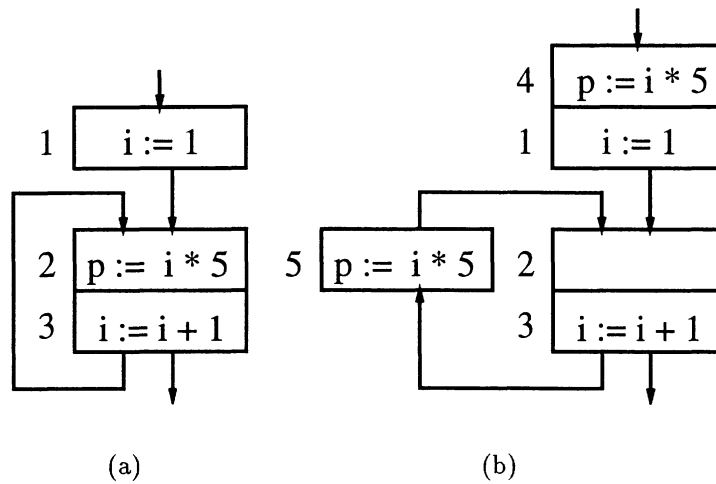 1 i := 1
2 p := i * 5
3 i := i + 1
(a)
4 p := i * 5
1 i := 1
5 p := i * 5
2
3 i := i + 1
(b)